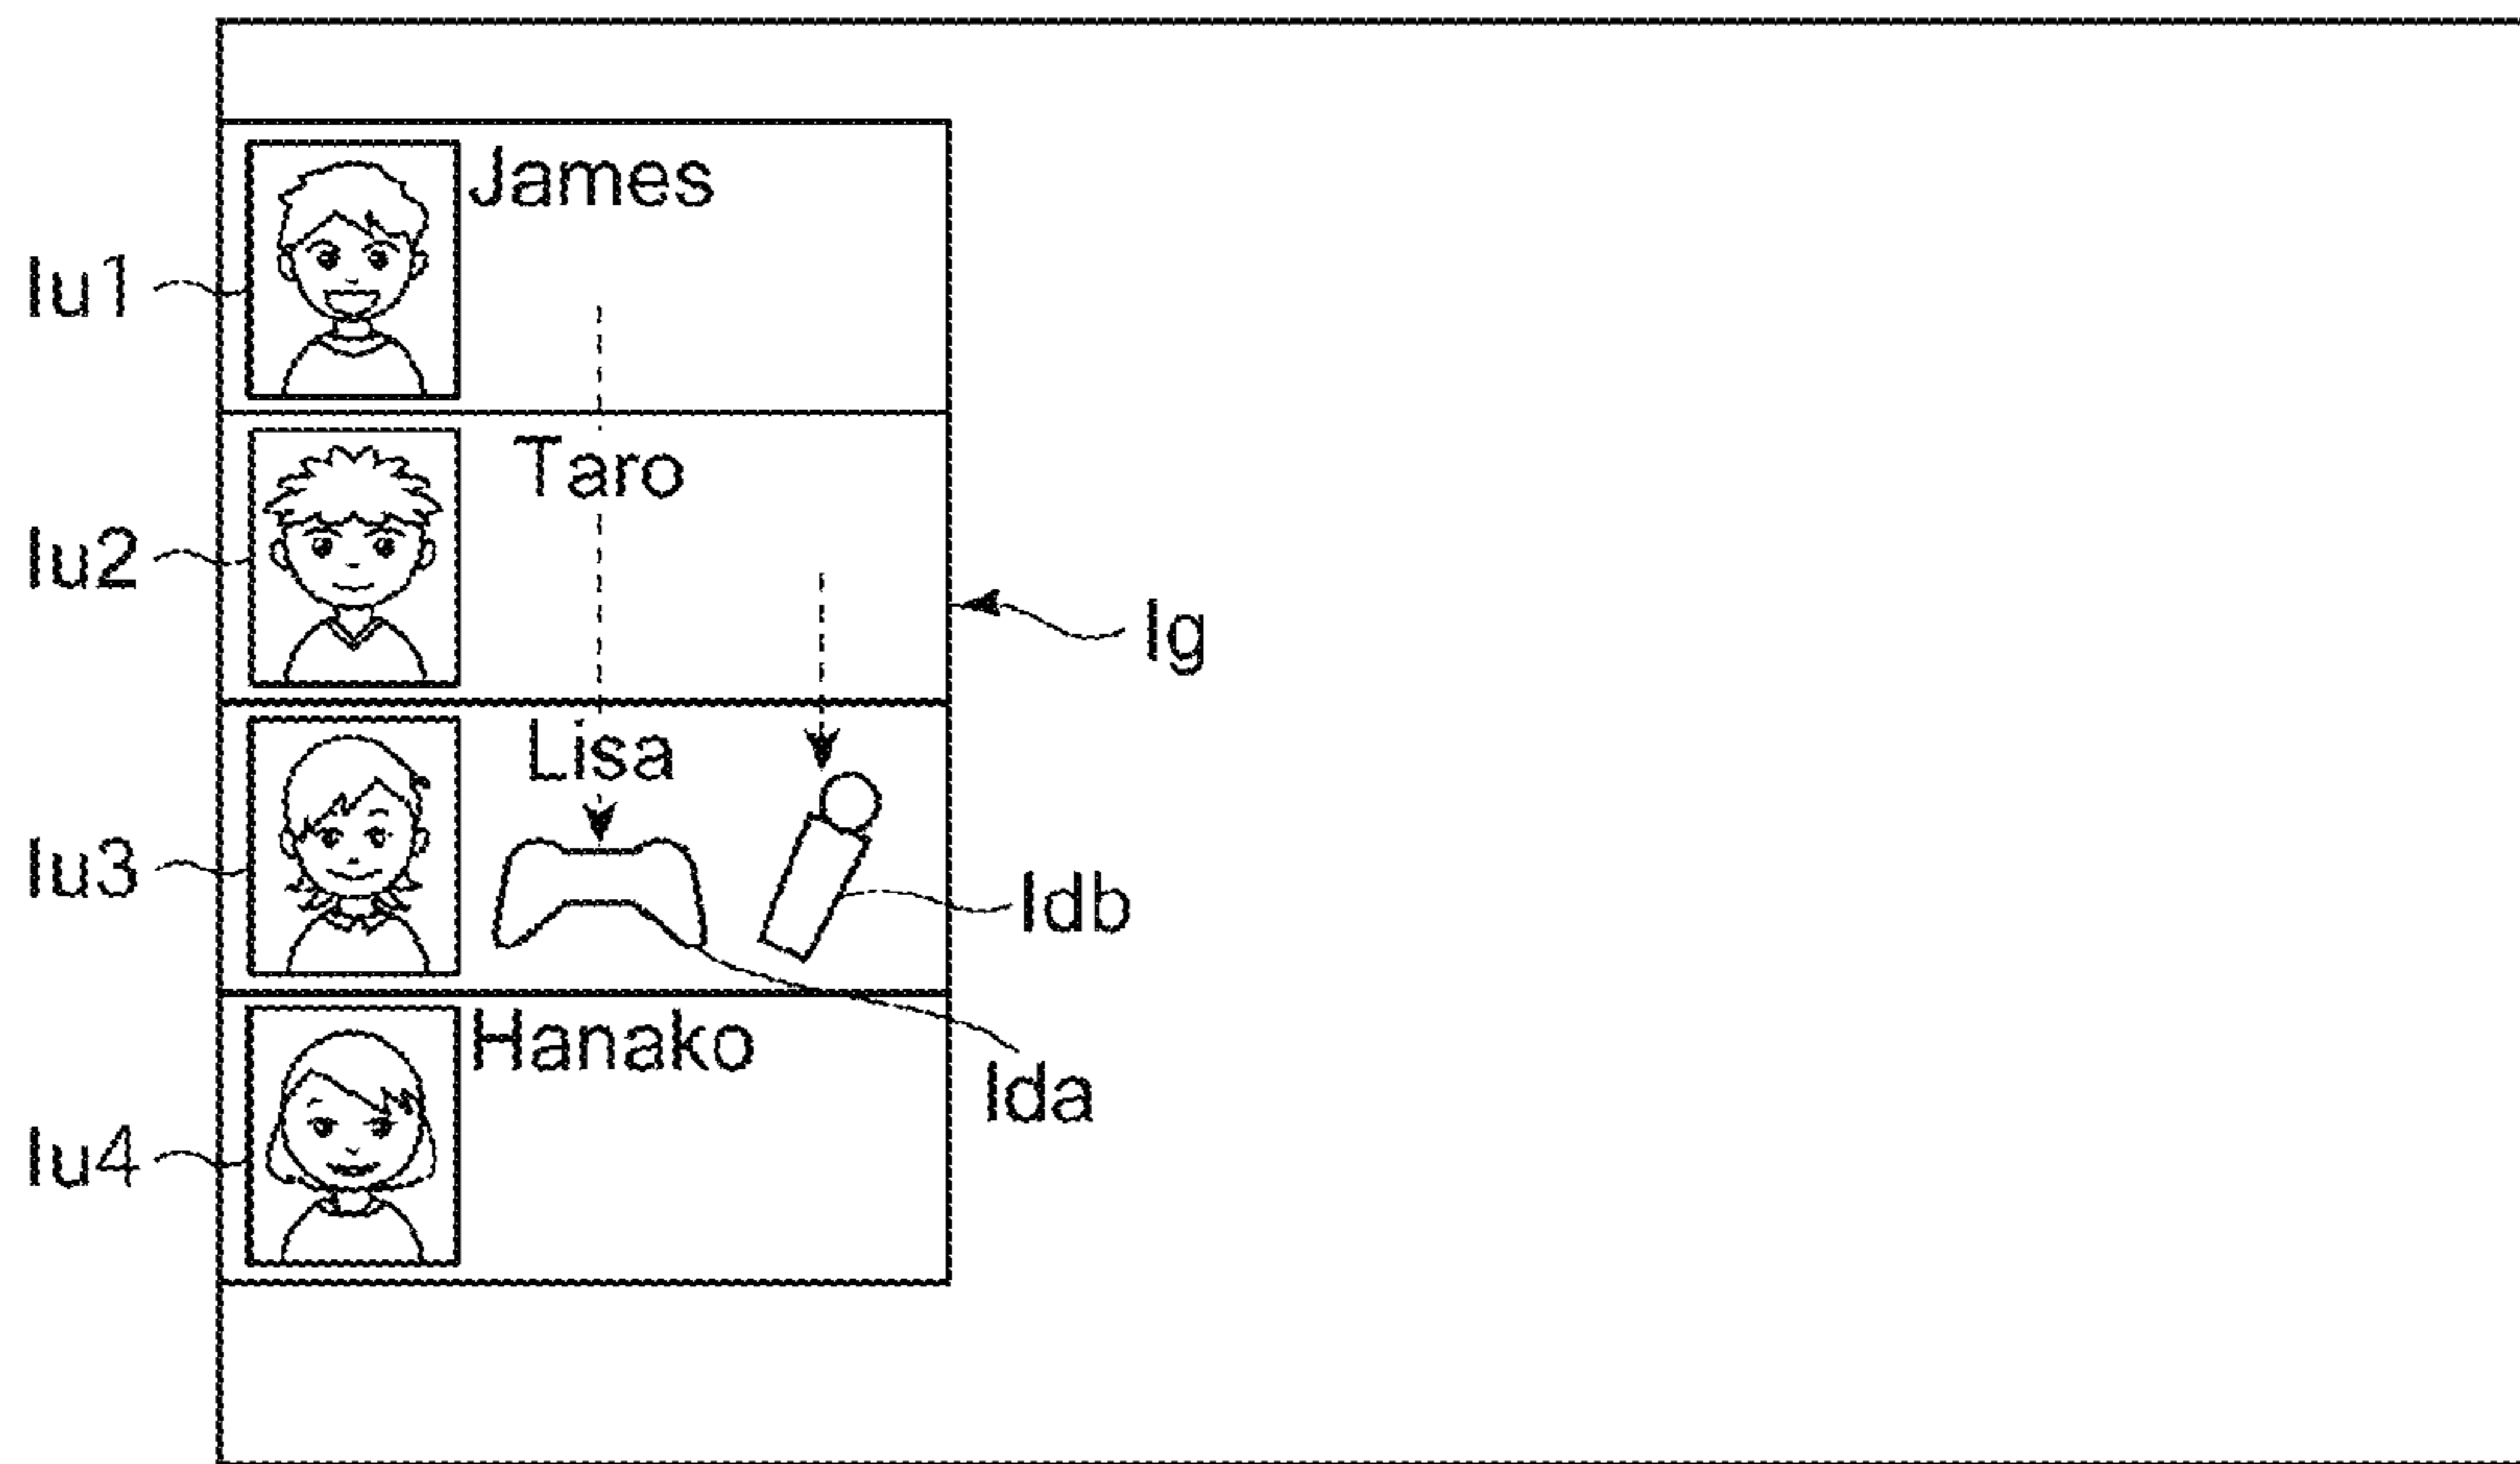 James
Iu1
Taro
Iu2
Ig
Lisa
Iu3
Idb
Hanako
Ida
Iu4